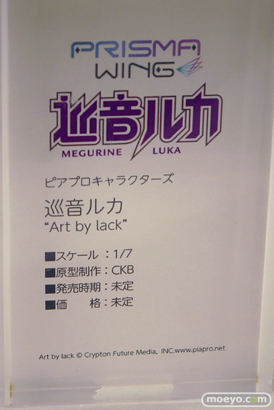 PRISMA
WING
巡音ルカ
MEGURINE LUKA
ピアプロキャラクターズ
巡音ルカ
“Art by lack”
■スケール：1/7
■原型制作：CKB
■発売時期：未定
■価　　格：未定
Art by lack © Crypton Future Media, INC.www.piapro.net
moeyo.com